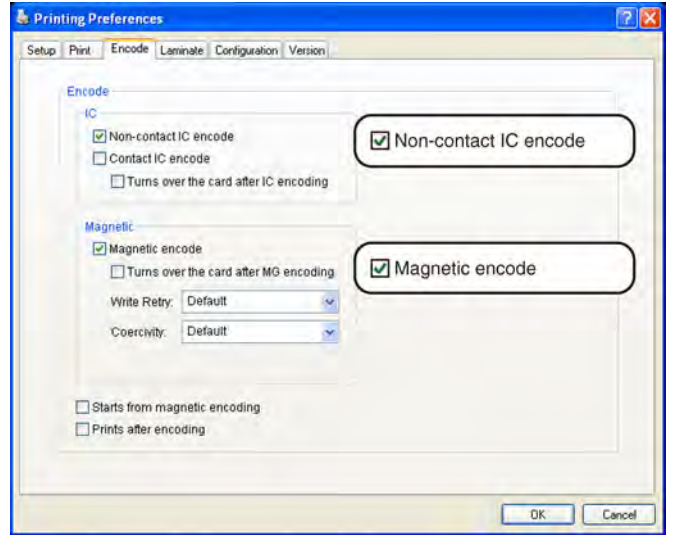 Printing Preferences
Setup Print Encode Laminate Configuration Version
Encode
IC
Non-contact IC encode
Non-contact IC encode
Contact IC encode
Turns over the card after IC encoding
Magnetic
Magnetic encode
Magnetic encode
Turns over the card after MG encoding
Write Retry: Default
Coercivity: Default
Starts from magnetic encoding
Prints after encoding
OK Cancel